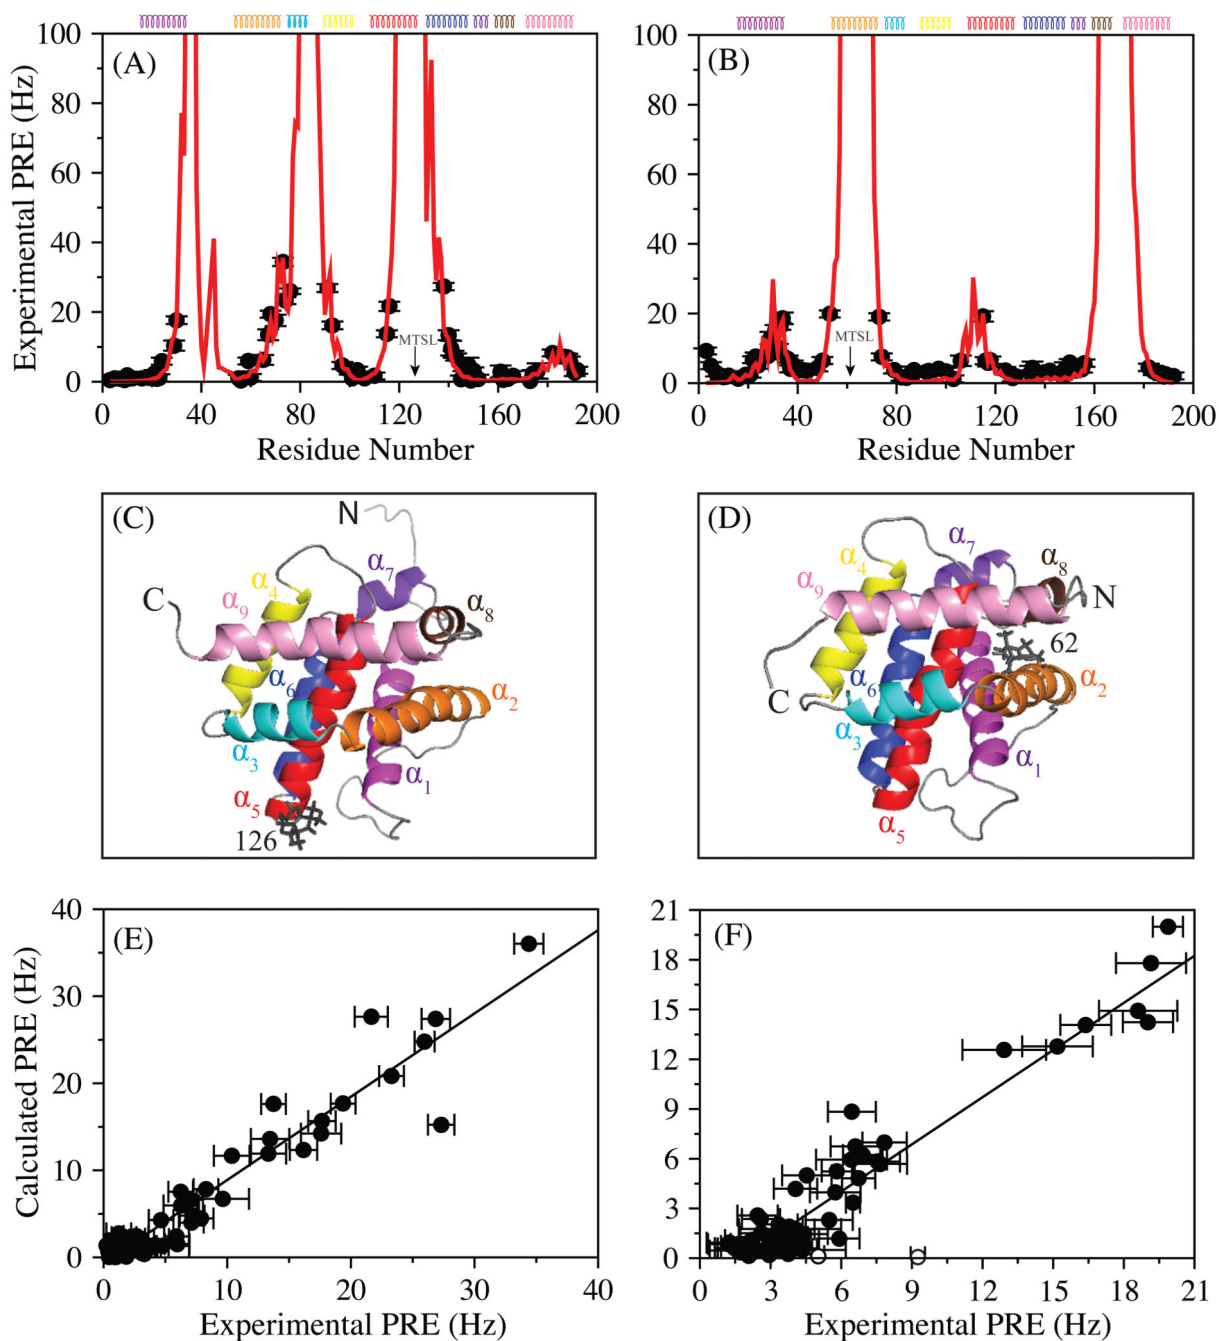 (A)
Experimental PRE (Hz)
100
80
60
40
20
0
MTSL
0
40
80
120
160
200
Residue Number
(B)
100
80
60
40
20
0
MTSL
0
40
80
120
160
200
Residue Number
(C)
N
C
α7
α4
α9
α8
α6
α2
α3
α1
α5
126
(D)
α7
α4
α8
α9
N
62
α6
α2
C
α3
α1
α5
(E)
Calculated PRE (Hz)
40
30
20
10
0
0
10
20
30
40
Experimental PRE (Hz)
(F)
21
18
15
12
9
6
3
0
0
3
6
9
12
15
18
21
Experimental PRE (Hz)